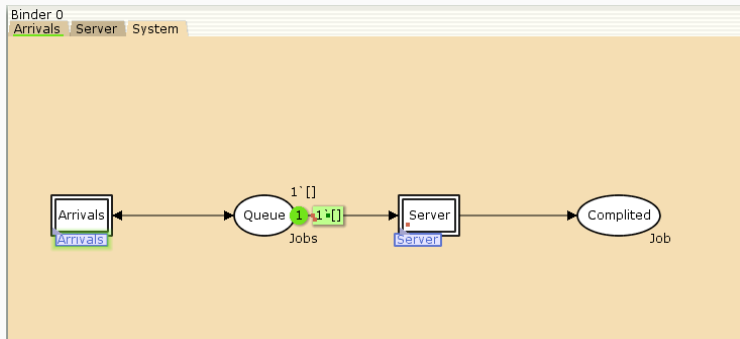 Binder 0
Arrivals Server System
1`[]
Arrivals Queue 1 1`[] Server Complited
Arrivals Jobs Server Job